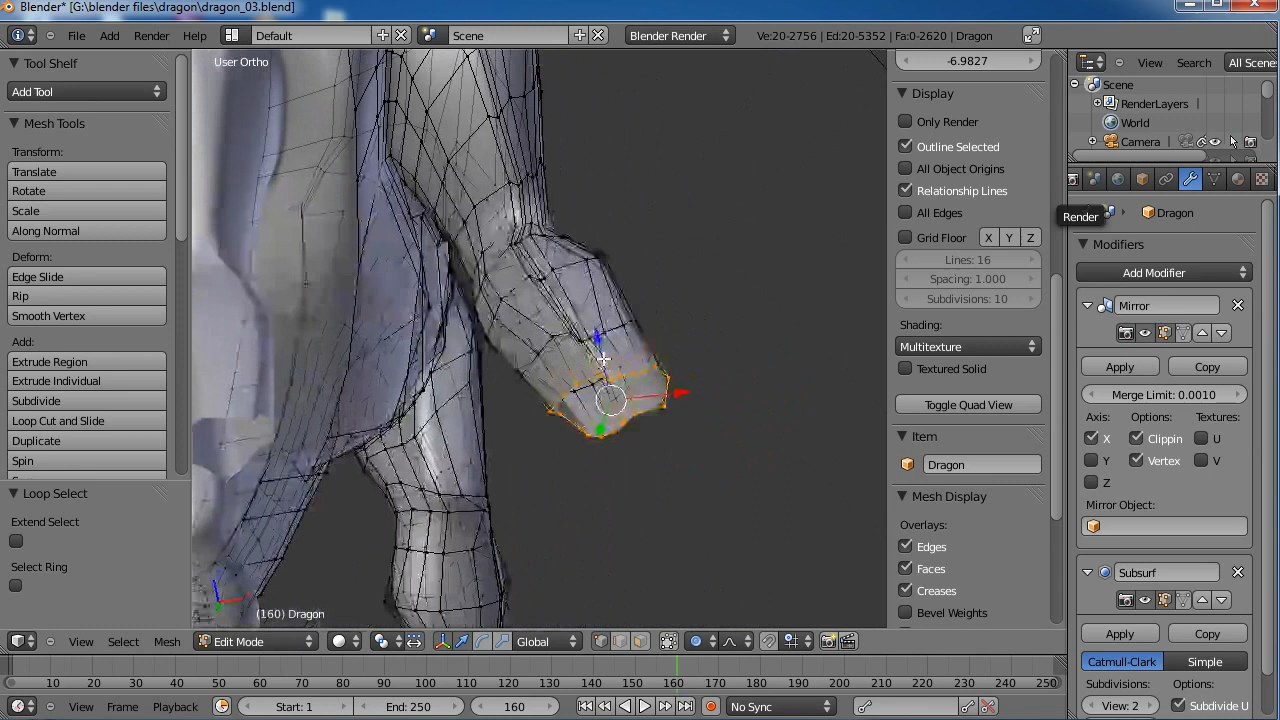 Blender* [G:\blender files\dragon\dragon_03.blend]
File Add Render Help Default Scene Blender Render Ve:20-2756 | Ed:20-5352 | Fa:0-2620 | Dragon
Tool Shelf
Add Tool
Mesh Tools
Transform:
Translate
Rotate
Scale
Along Normal
Deform:
Edge Slide
Rip
Smooth Vertex
Add:
Extrude Region
Extrude Individual
Subdivide
Loop Cut and Slide
Duplicate
Spin
Loop Select
Extend Select
Select Ring
User Ortho
(160) Dragon
-6.9827
Display
Only Render
Outline Selected
All Object Origins
Relationship Lines
All Edges
Grid Floor X Y Z
Lines: 16
Spacing: 1.000
Subdivisions: 10
Shading:
Multitexture
Textured Solid
Toggle Quad View
Item
Dragon
Mesh Display
Overlays:
Edges
Faces
Creases
Bevel Weights
View Search All Scene
Scene
RenderLayers
World
Camera
Render
Dragon
Modifiers
Add Modifier
Mirror
Apply Copy
Merge Limit: 0.0010
Axis: Options: Textures:
X Clippin U
Y Vertex V
Z
Mirror Object:
Subsurf
Apply Copy
Catmull-Clark Simple
Subdivisions: Options:
View: 2 Subdivide U
View Select Mesh Edit Mode Global
0 10 20 30 40 50 60 70 80 90 100 110 120 130 140 150 160 170 180 190 200 210 220 230 240 250
View Frame Playback Start: 1 End: 250 160 No Sync